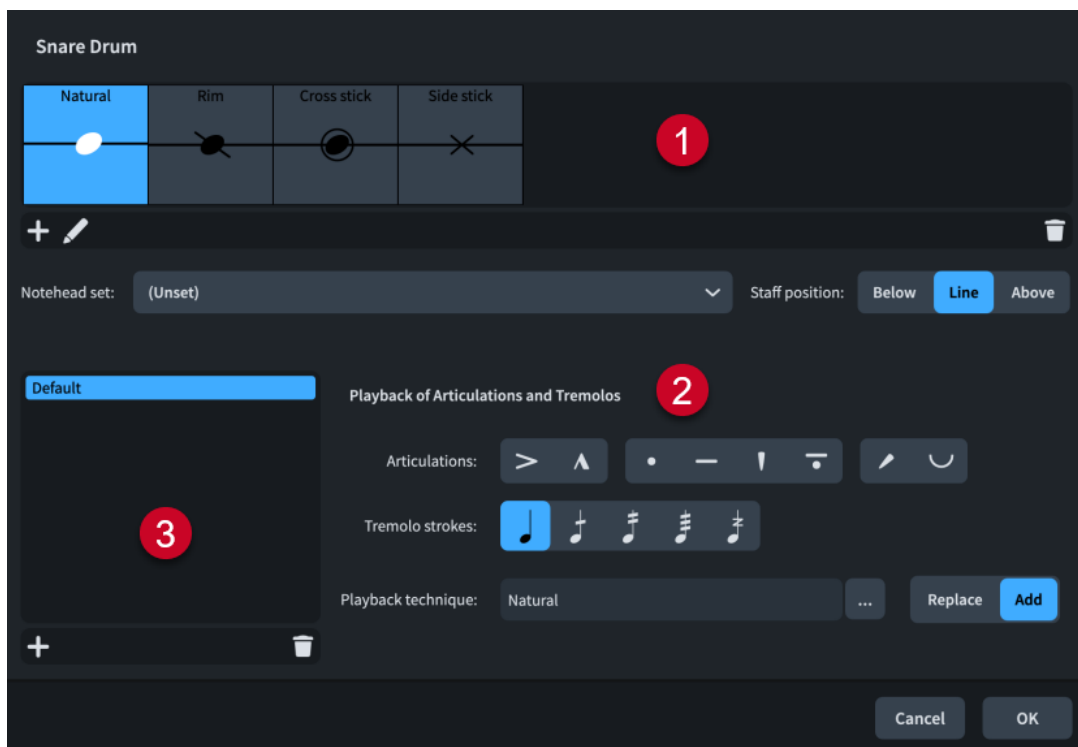 Snare Drum
Natural Rim Cross stick Side stick
1
Notehead set: (Unset) Staff position: Below Line Above
Default
Playback of Articulations and Tremolos 2
Articulations:
3
Tremolo strokes:
Playback technique: Natural ... Replace Add
Cancel OK